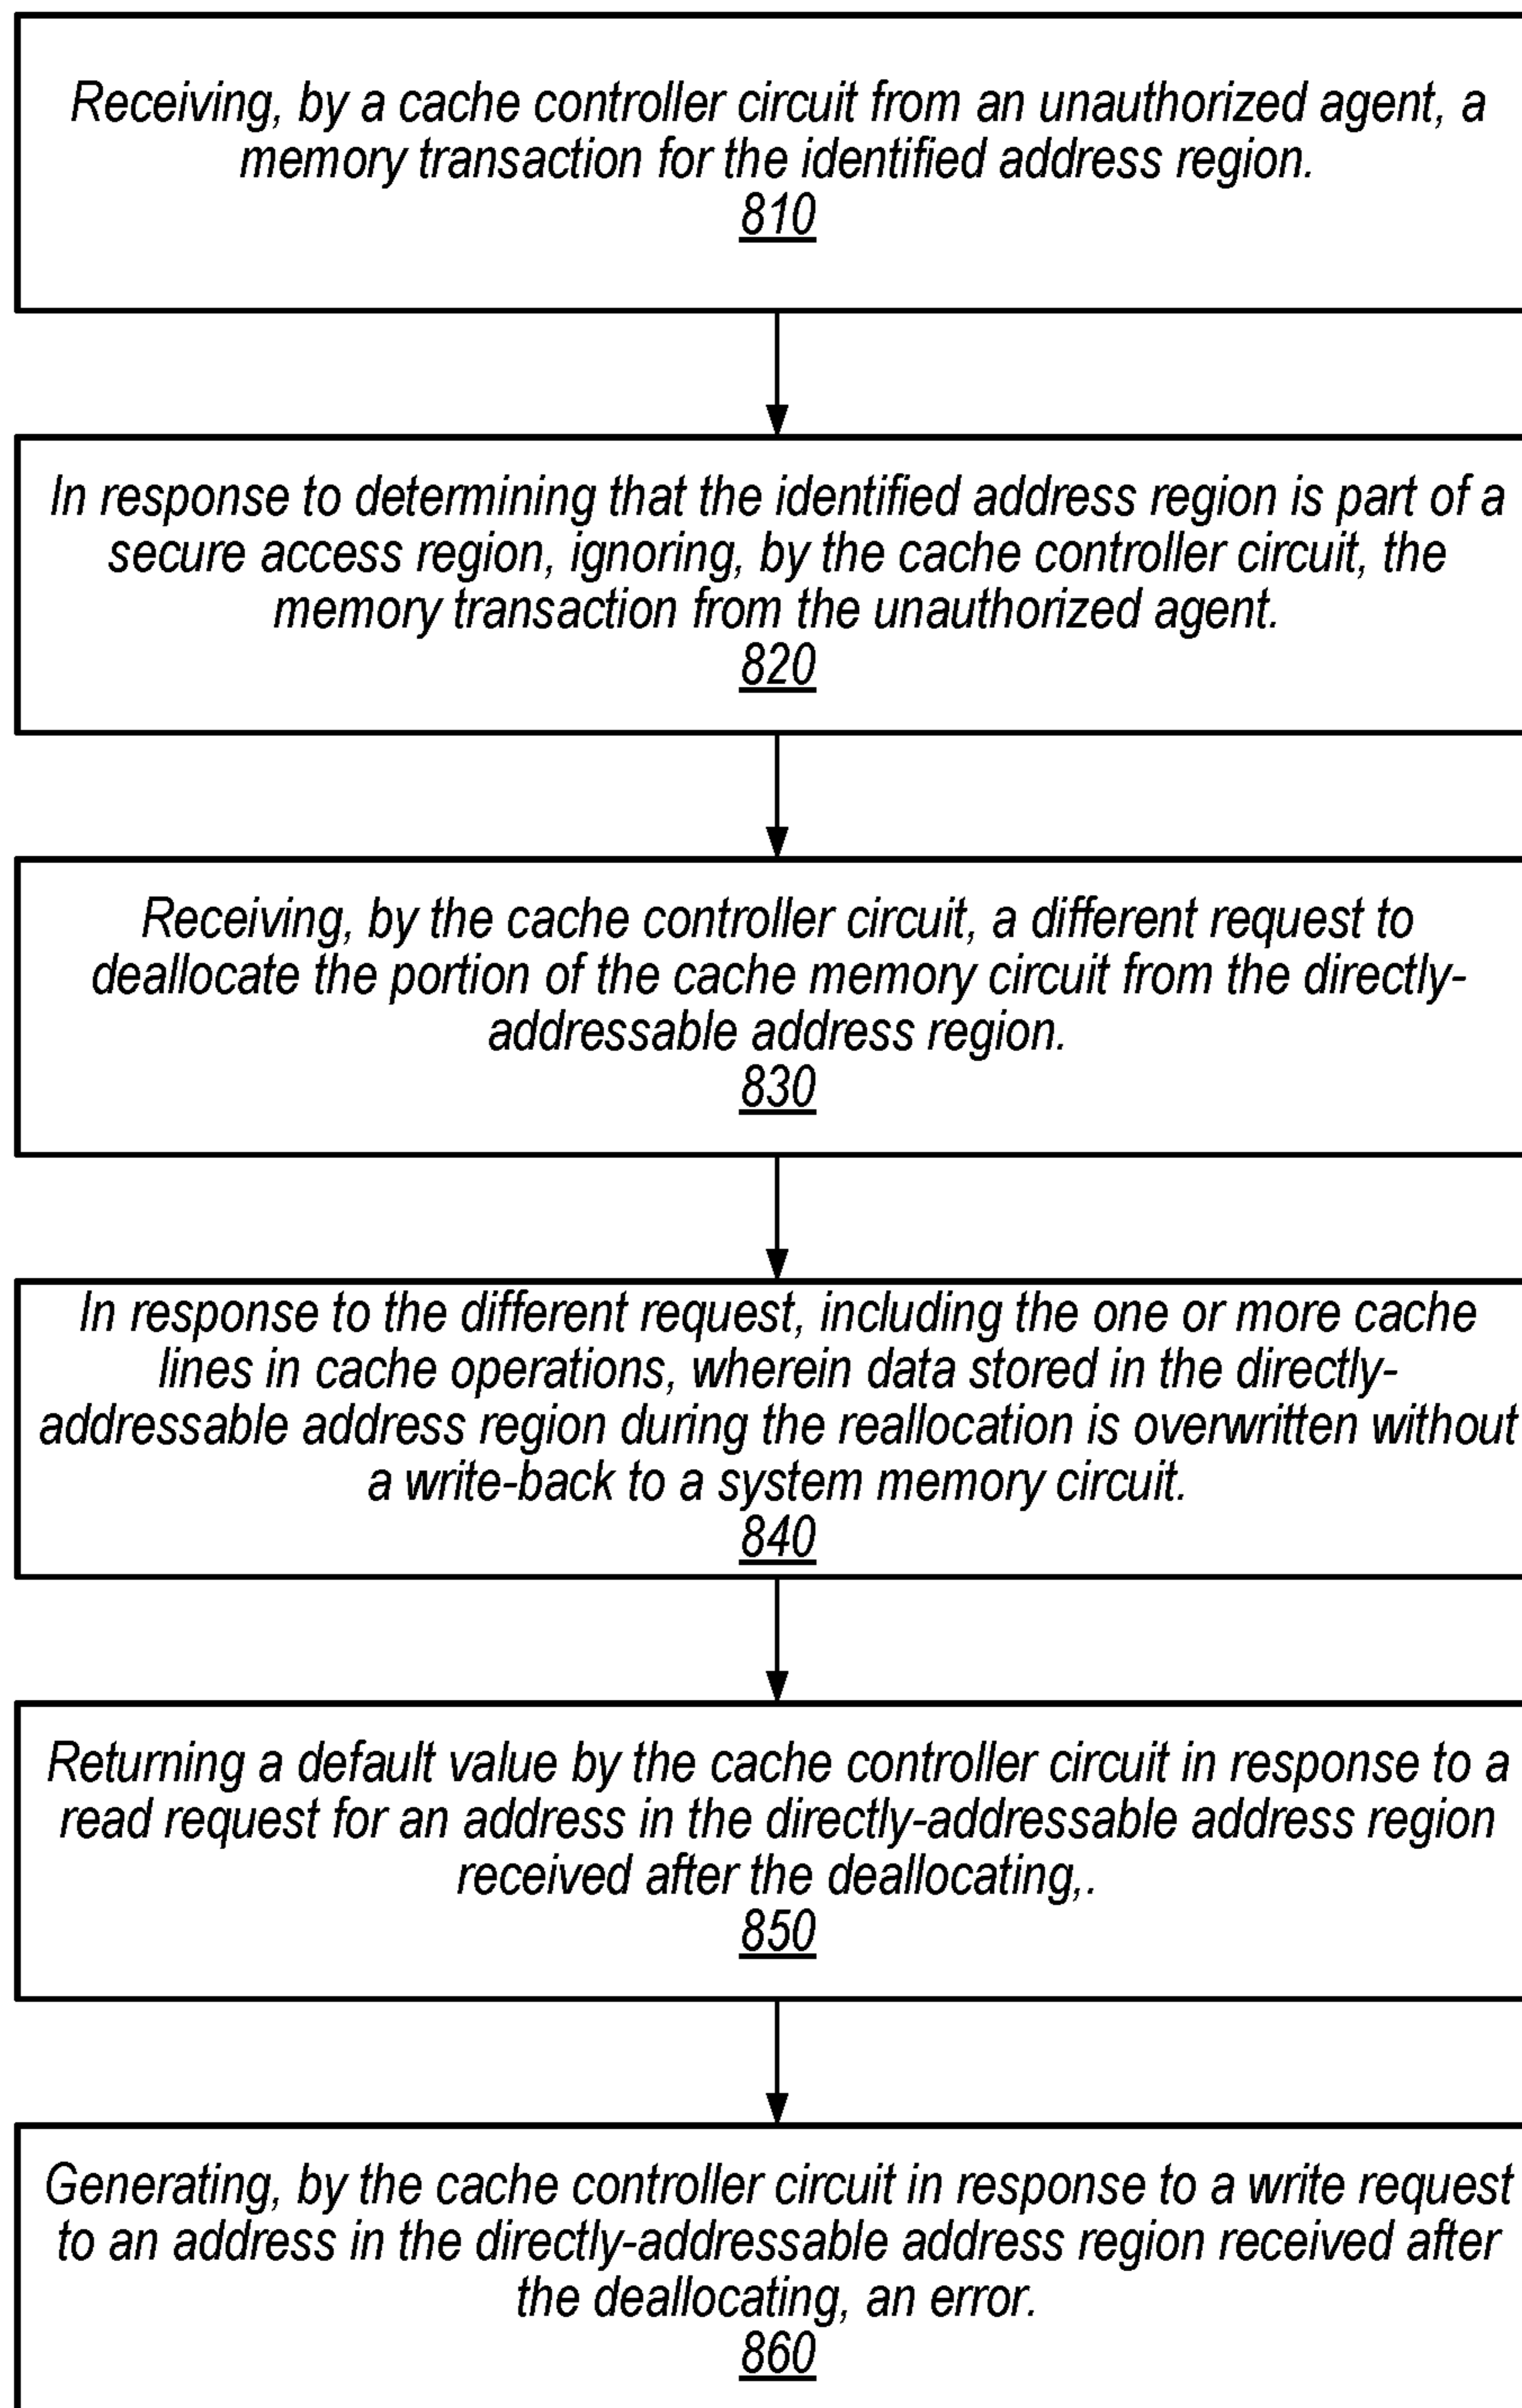 Receiving, by a cache controller circuit from an unauthorized agent, a
memory transaction for the identified address region.
810
In response to determining that the identified address region is part of a
secure access region, ignoring, by the cache controller circuit, the
memory transaction from the unauthorized agent.
820
Receiving, by the cache controller circuit, a different request to
deallocate the portion of the cache memory circuit from the directly-
addressable address region.
830
In response to the different request, including the one or more cache
lines in cache operations, wherein data stored in the directly-
addressable address region during the reallocation is overwritten without
a write-back to a system memory circuit.
840
Returning a default value by the cache controller circuit in response to a
read request for an address in the directly-addressable address region
received after the deallocating,.
850
Generating, by the cache controller circuit in response to a write request
to an address in the directly-addressable address region received after
the deallocating, an error.
860